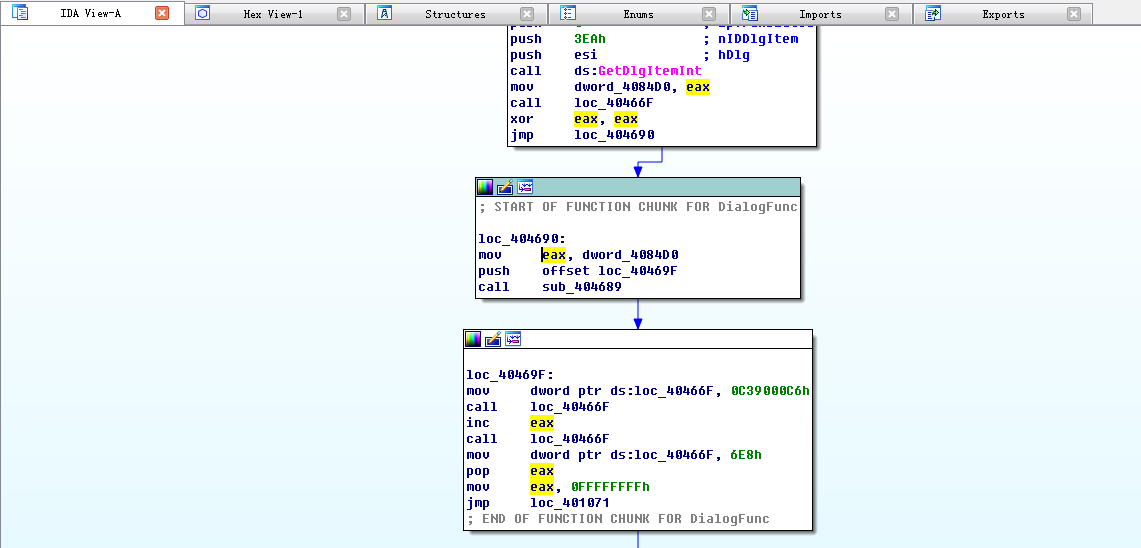 IDA View-A
Hex View-1
Structures
Enums
Imports
Exports
push 3EAh ; nIDDlgItem
push esi ; hDlg
call ds:GetDlgItemInt
mov dword_4084D0, eax
call loc_40466F
xor eax, eax
jmp loc_404690
; START OF FUNCTION CHUNK FOR DialogFunc
loc_404690:
mov eax, dword_4084D0
push offset loc_40469F
call sub_404689
loc_40469F:
mov dword ptr ds:loc_40466F, 0C39000C6h
call loc_40466F
inc eax
call loc_40466F
mov dword ptr ds:loc_40466F, 6E8h
pop eax
mov eax, 0FFFFFFFFh
jmp loc_401071
; END OF FUNCTION CHUNK FOR DialogFunc